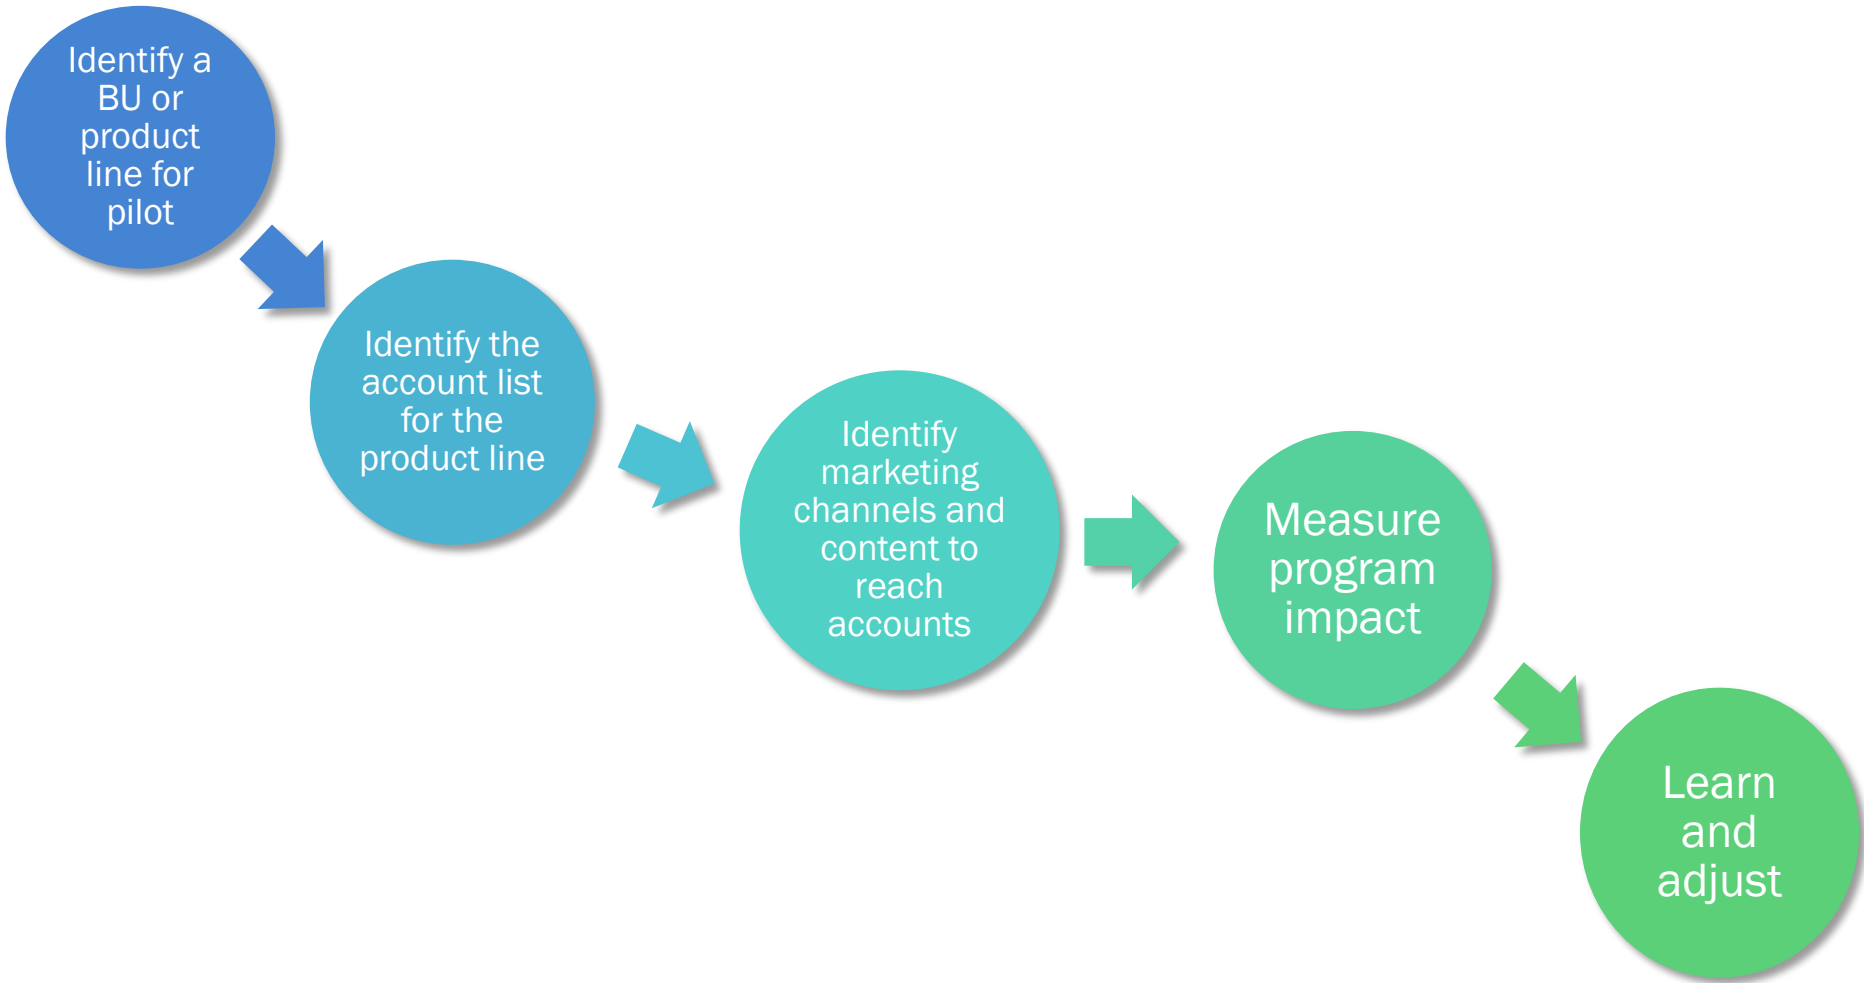 Identify a
BU or
product
line for
pilot
Identify the
account list
for the
product line
Identify
marketing
channels and
content to
reach
accounts
Measure
program
impact
Learn
and
adjust